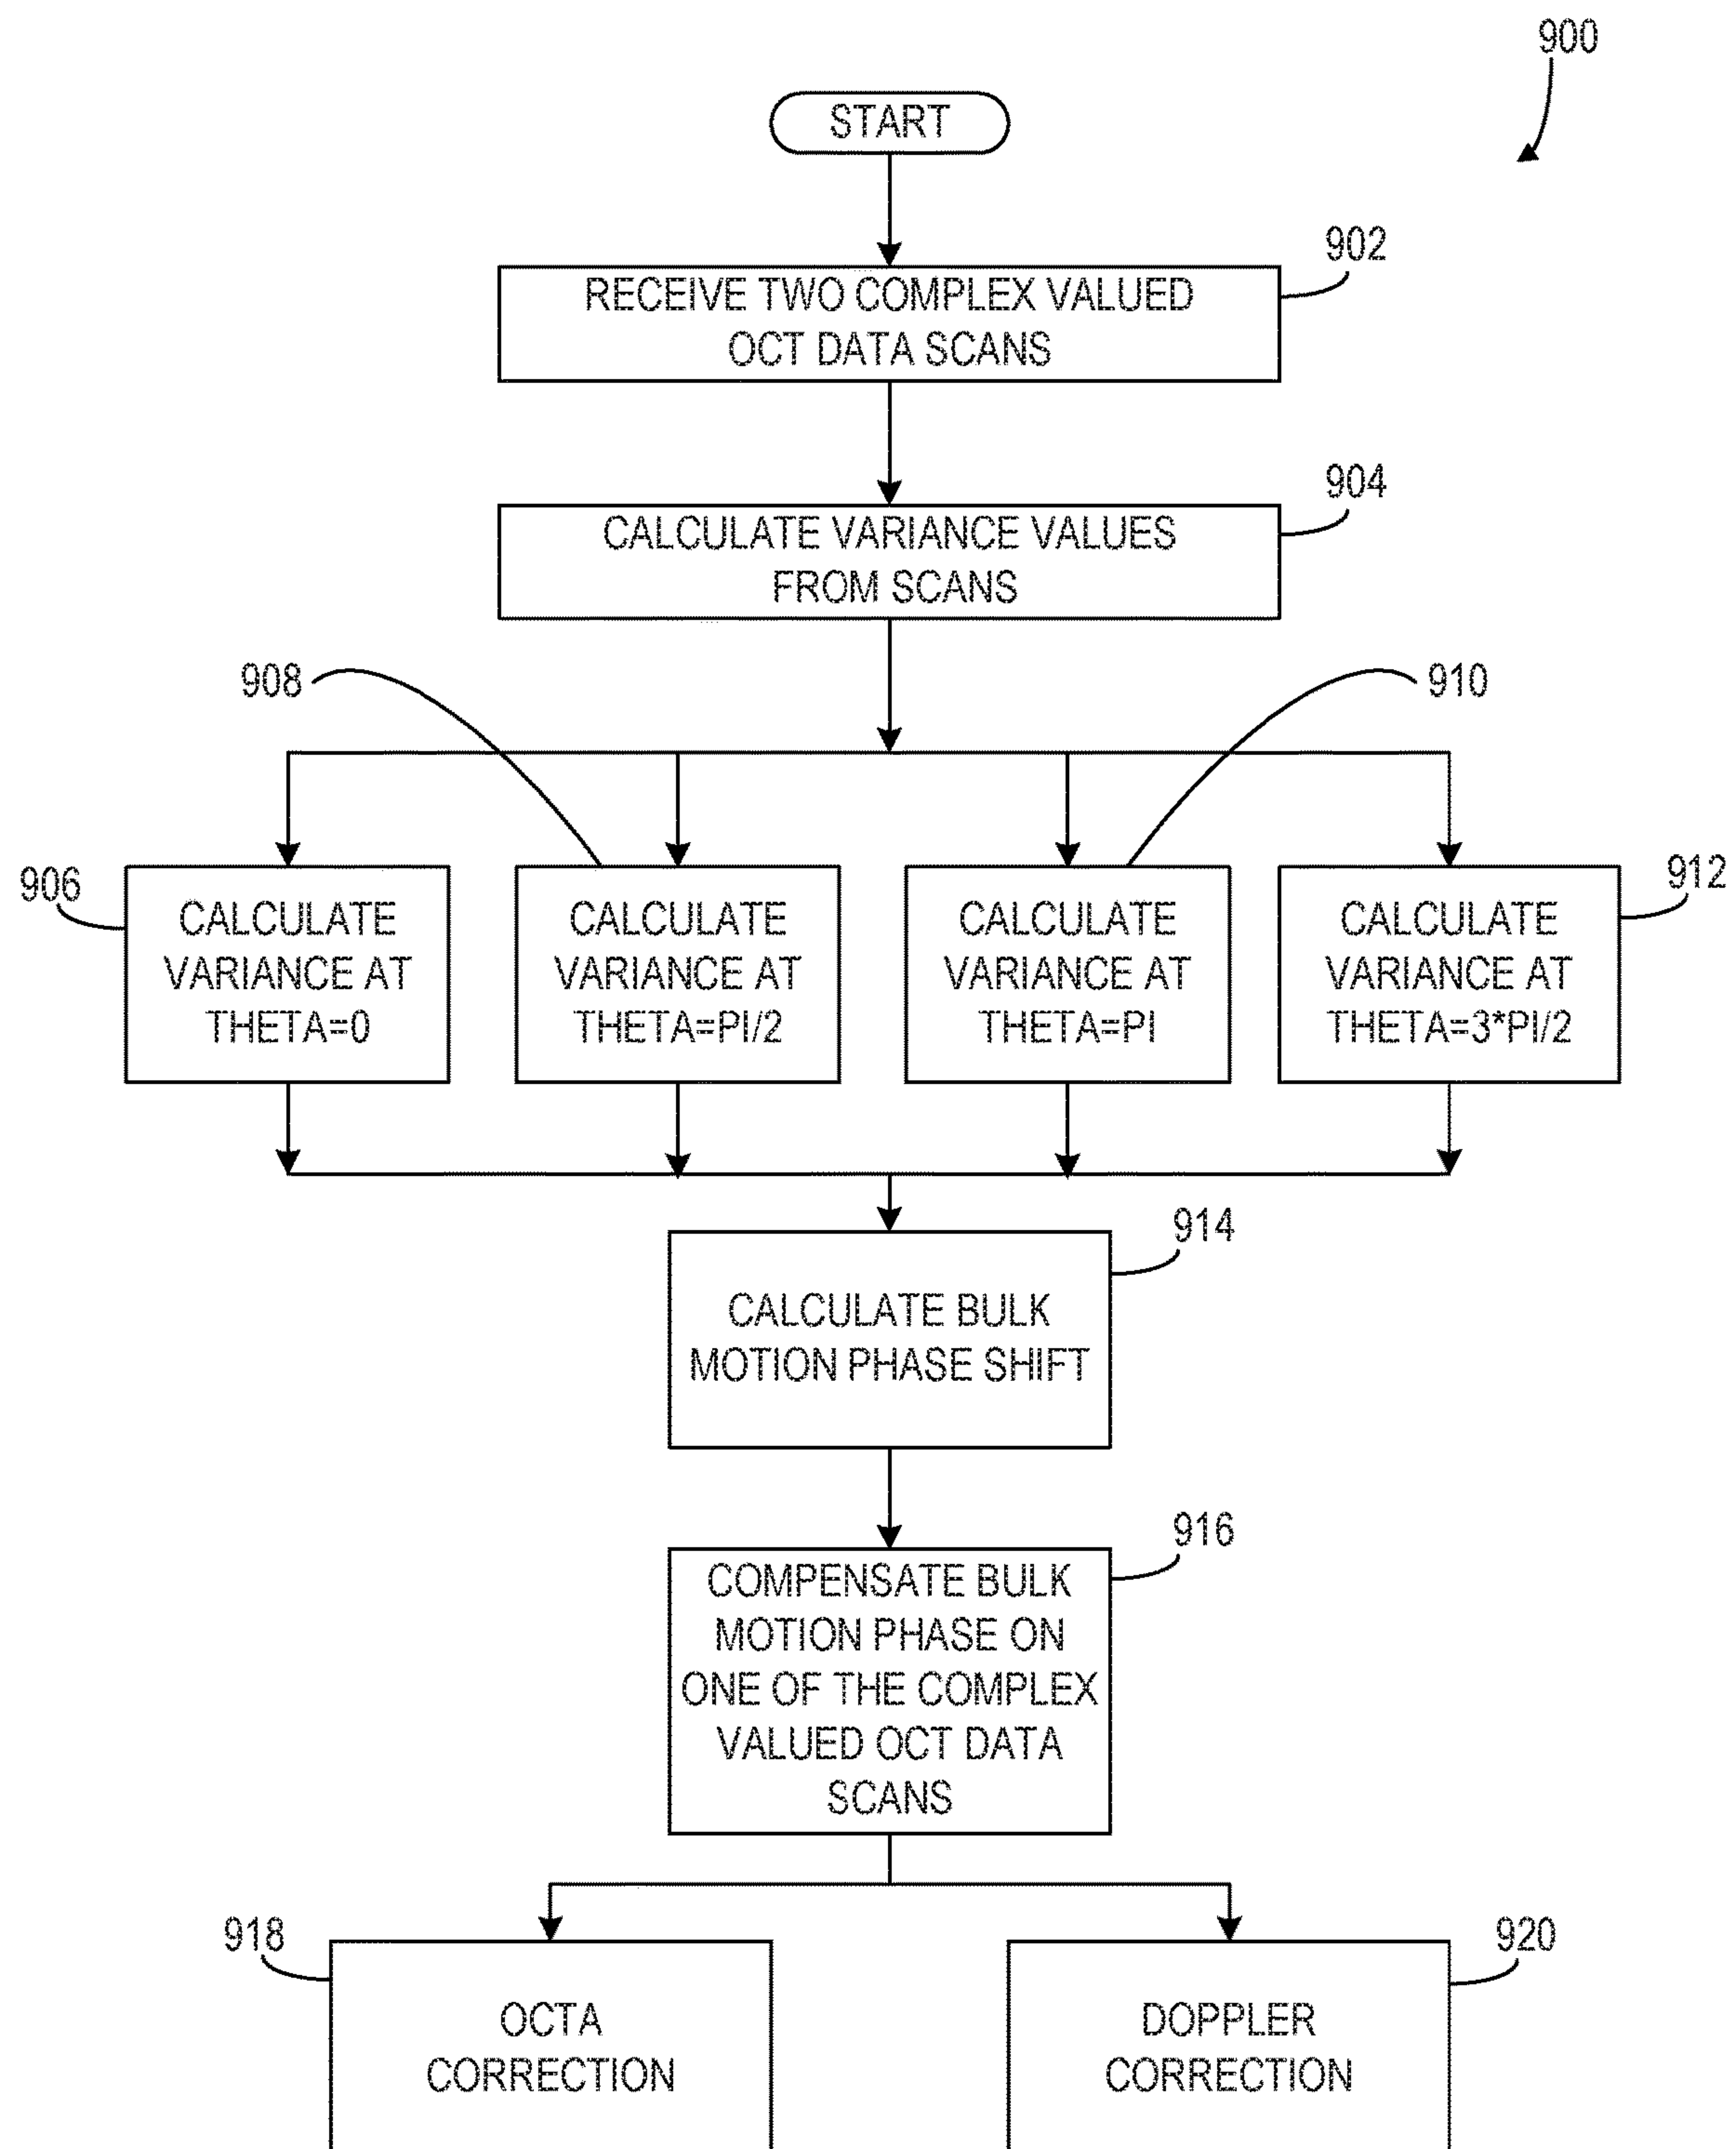 900
START
902
RECEIVE TWO COMPLEX VALUED
OCT DATA SCANS
904
CALCULATE VARIANCE VALUES
FROM SCANS
908
910
906
CALCULATE
VARIANCE AT
THETA=0
CALCULATE
VARIANCE AT
THETA=PI/2
CALCULATE
VARIANCE AT
THETA=PI
CALCULATE
VARIANCE AT
THETA=3*PI/2
912
914
CALCULATE BULK
MOTION PHASE SHIFT
916
COMPENSATE BULK
MOTION PHASE ON
ONE OF THE COMPLEX
VALUED OCT DATA
SCANS
918
OCTA
CORRECTION
920
DOPPLER
CORRECTION